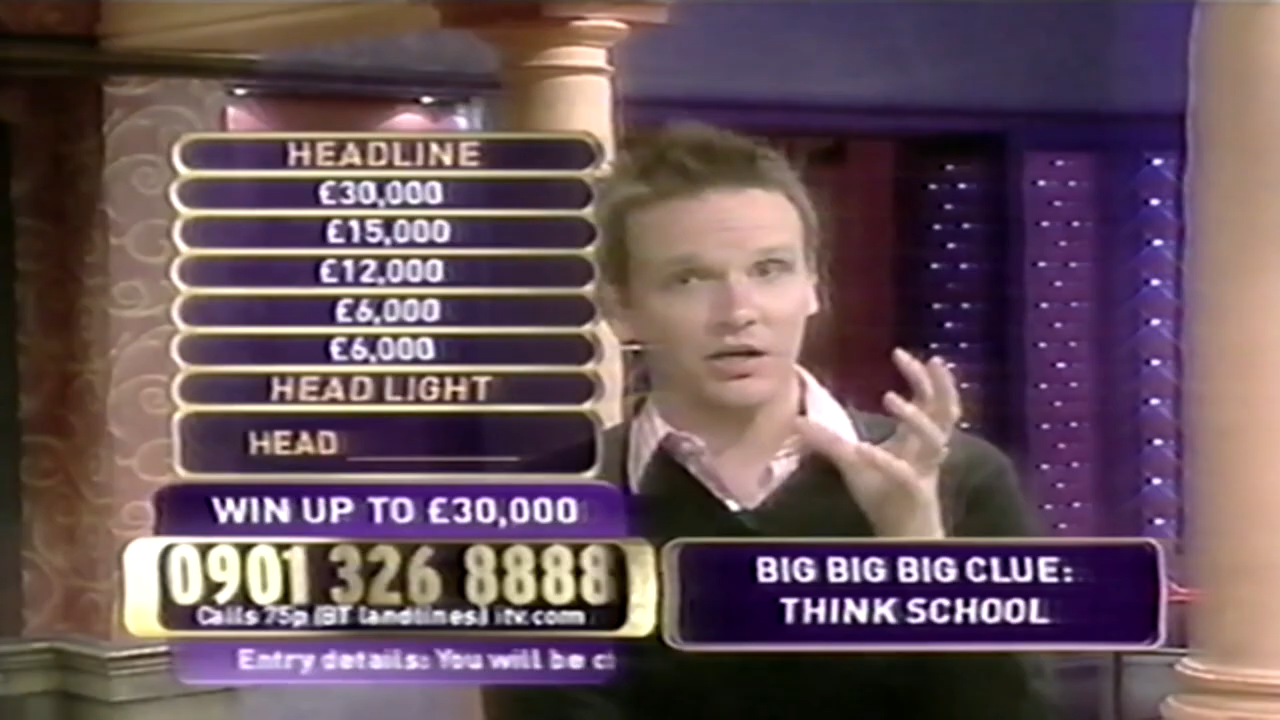 HEADLINE
£30,000
£15,000
£12,000
£6,000
£6,000
HEAD LIGHT
HEAD __________
WIN UP TO £30,000
0901 326 8888
Calls 75p (BT landlines) itv.com
Entry details: You will be
BIG BIG BIG CLUE:
THINK SCHOOL